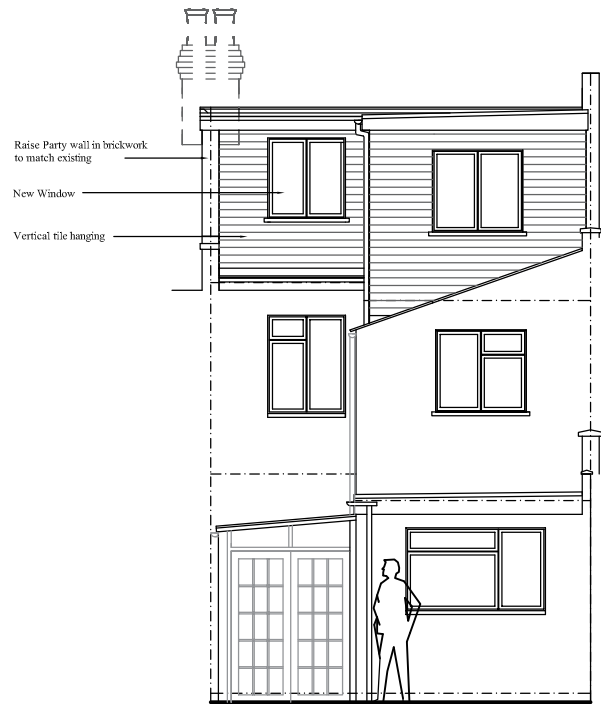 Raise Party wall in brickwork
to match existing
New Window
Vertical tile hanging